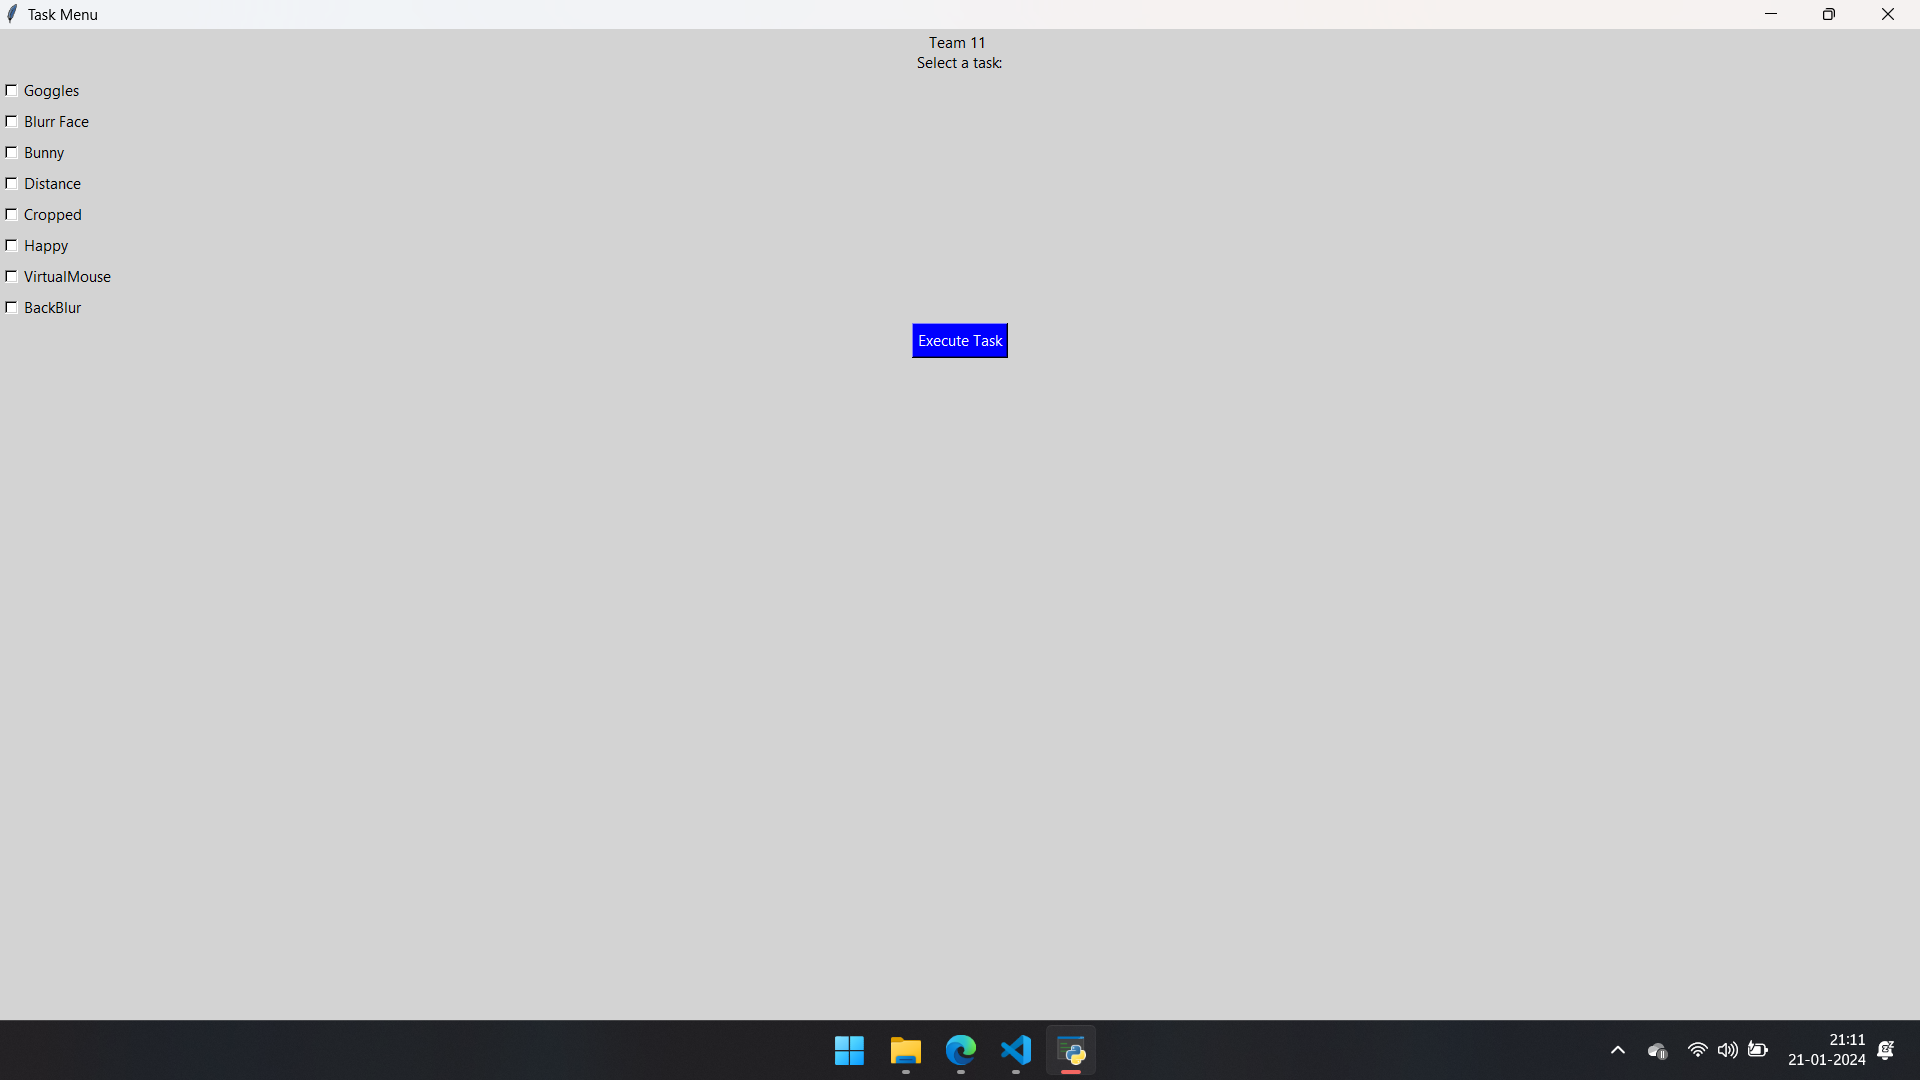 Task Menu
Team 11
Select a task:
Goggles
Blurr Face
Bunny
Distance
Cropped
Happy
VirtualMouse
BackBlur
Execute Task
21:11
21-01-2024